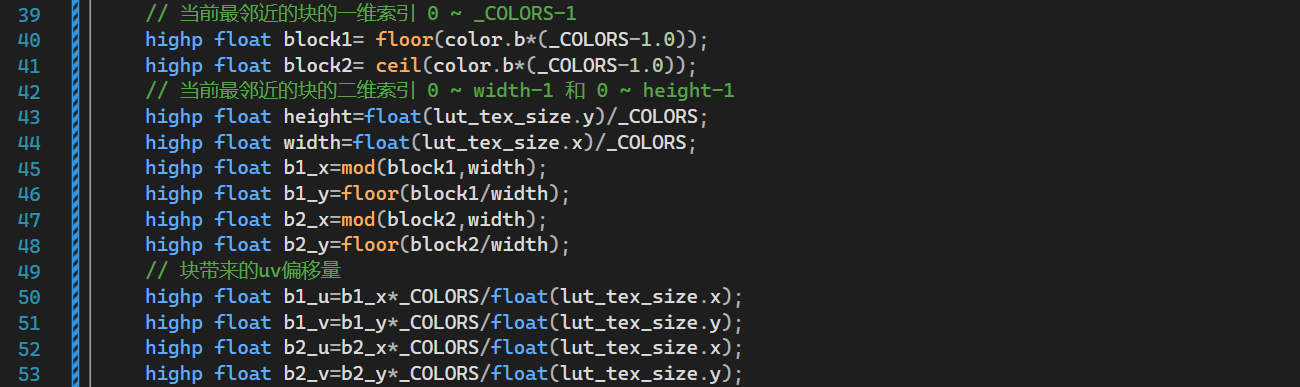 39 // 当前最邻近的块的一维索引 0 ~ _COLORS-1
40 highp float block1= floor(color.b*(_COLORS-1.0));
41 highp float block2= ceil(color.b*(_COLORS-1.0));
42 // 当前最邻近的块的二维索引 0 ~ width-1 和 0 ~ height-1
43 highp float height=float(lut_tex_size.y)/_COLORS;
44 highp float width=float(lut_tex_size.x)/_COLORS;
45 highp float b1_x=mod(block1,width);
46 highp float b1_y=floor(block1/width);
47 highp float b2_x=mod(block2,width);
48 highp float b2_y=floor(block2/width);
49 // 块带来的uv偏移量
50 highp float b1_u=b1_x*_COLORS/float(lut_tex_size.x);
51 highp float b1_v=b1_y*_COLORS/float(lut_tex_size.y);
52 highp float b2_u=b2_x*_COLORS/float(lut_tex_size.x);
53 highp float b2_v=b2_y*_COLORS/float(lut_tex_size.y);